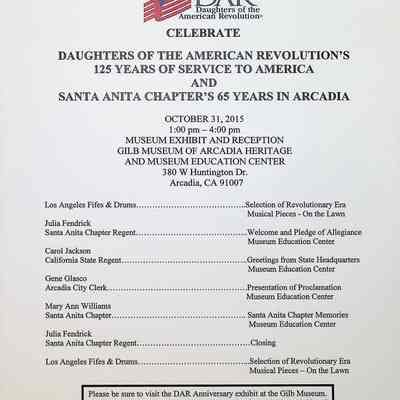 DAR
Daughters of the
American Revolution
CELEBRATE
DAUGHTERS OF THE AMERICAN REVOLUTION'S
125 YEARS OF SERVICE TO AMERICA
AND
SANTA ANITA CHAPTER'S 65 YEARS IN ARCADIA
OCTOBER 31, 2015
1:00 pm – 4:00 pm
MUSEUM EXHIBIT AND RECEPTION
GILB MUSEUM OF ARCADIA HERITAGE
AND MUSEUM EDUCATION CENTER
380 W Huntington Dr.
Arcadia, CA 91007
Los Angeles Fifes & Drums…………………………..Selection of Revolutionary Era
Musical Pieces - On the Lawn
Julia Fendrick
Santa Anita Chapter Regent…………………………..Welcome and Pledge of Allegiance
Museum Education Center
Carol Jackson
California State Regent………………………………..Greetings from State Headquarters
Museum Education Center
Gene Glasco
Arcadia City Clerk……………………………………..Presentation of Proclamation
Museum Education Center
Mary Ann Williams
Santa Anita Chapter……………………………………Santa Anita Chapter Memories
Museum Education Center
Julia Fendrick
Santa Anita Chapter Regent……………………………Closing
Los Angeles Fifes & Drums……………………………..Selection of Revolutionary Era
Musical Pieces – On the Lawn
Please be sure to visit the DAR Anniversary exhibit at the Gilb Museum.